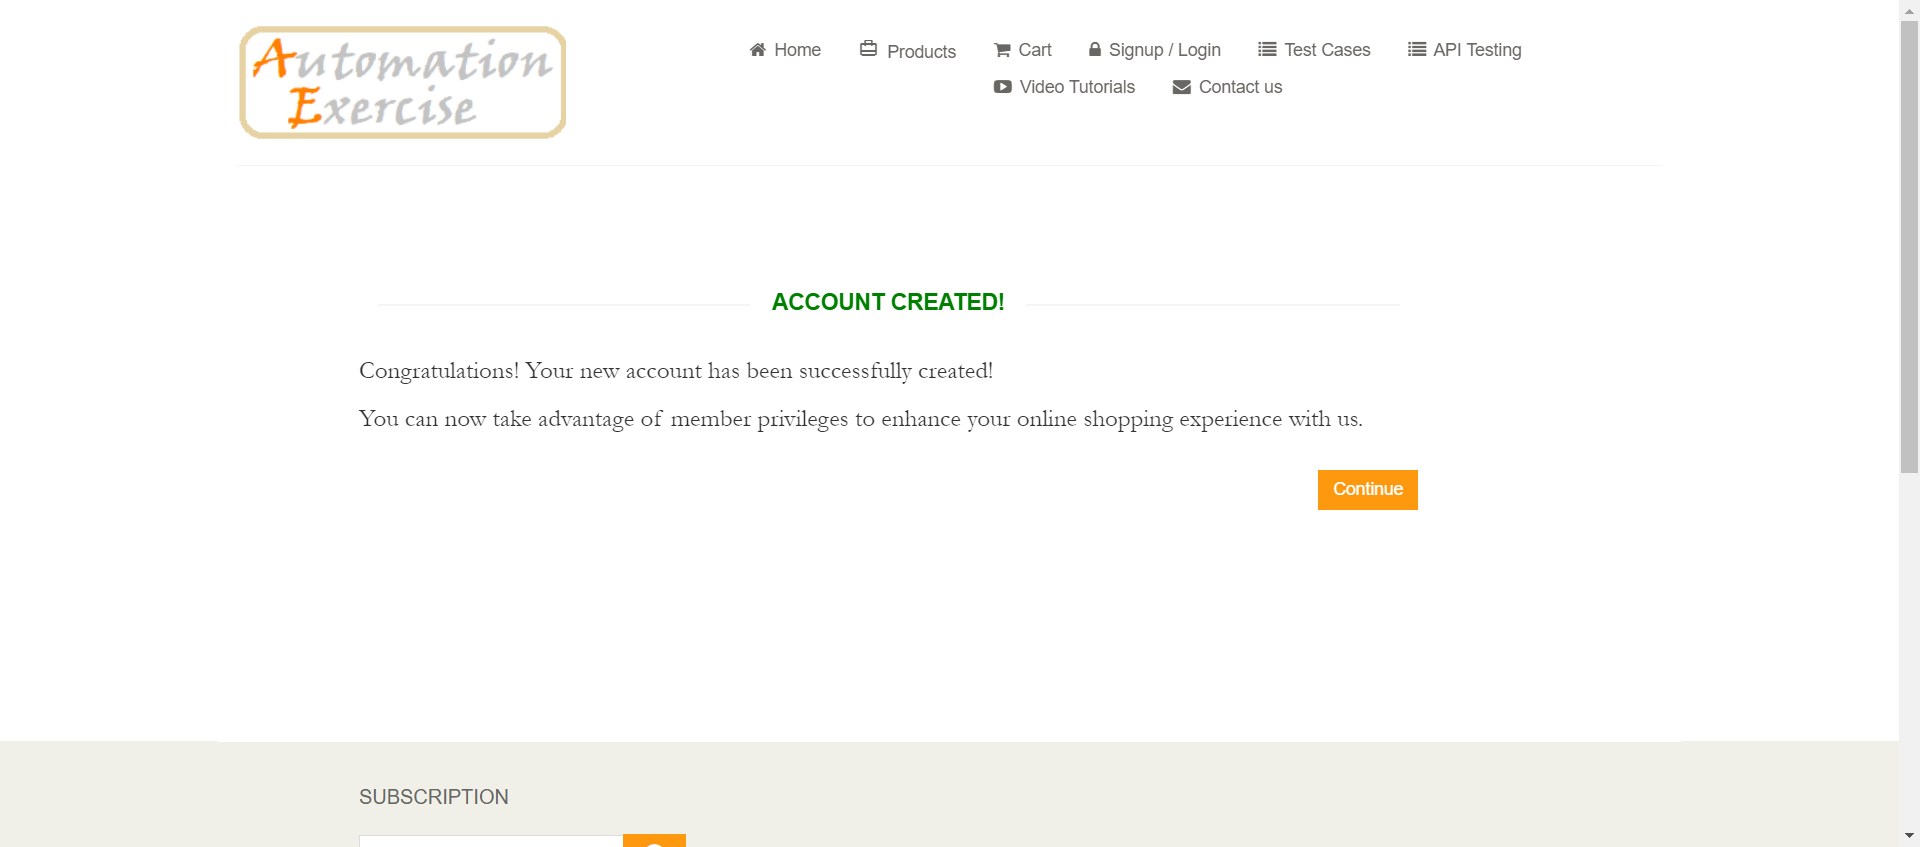 Automation
Exercise
Home
Products
Cart
Signup / Login
Test Cases
API Testing
Video Tutorials
Contact us
ACCOUNT CREATED!
Congratulations! Your new account has been successfully created!
You can now take advantage of member privileges to enhance your online shopping experience with us.
Continue
SUBSCRIPTION